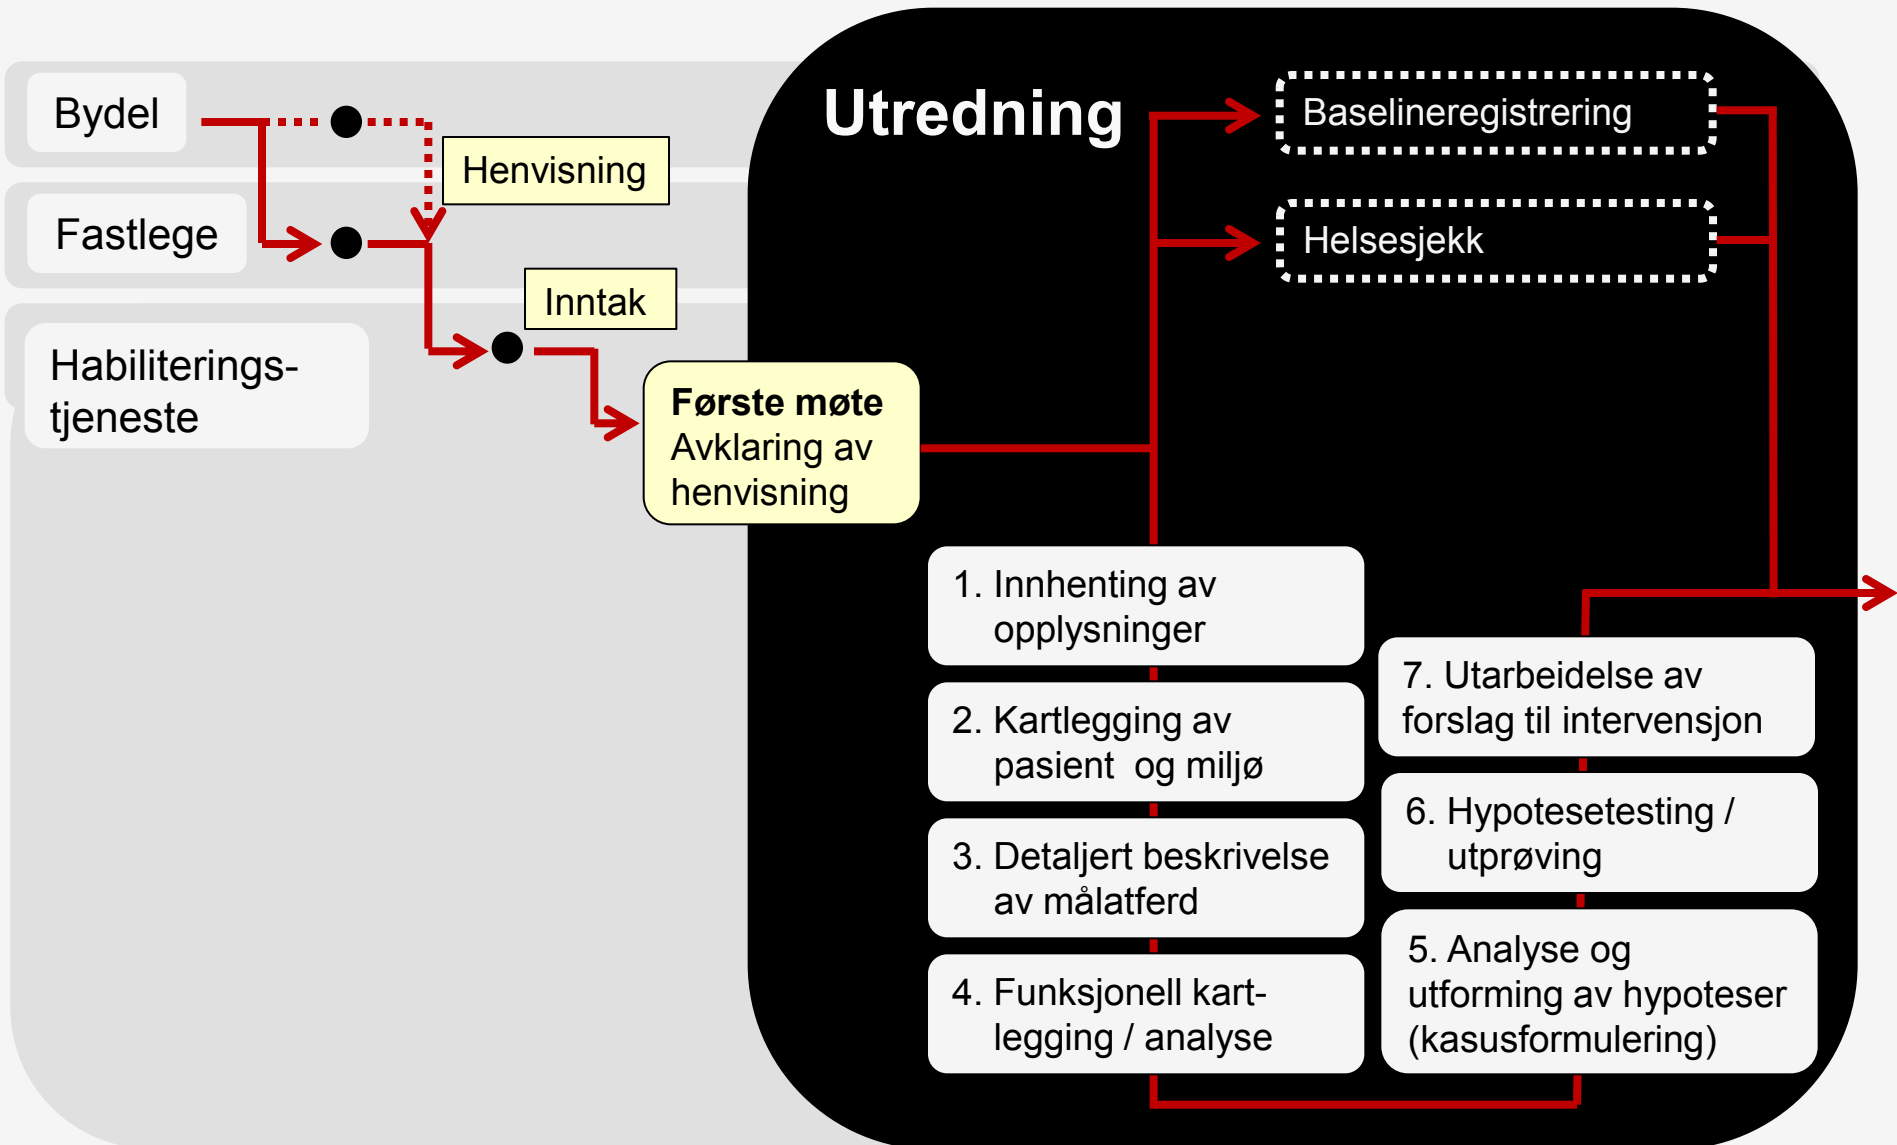 Bydel
Henvisning
Fastlege
Inntak
Habiliterings-
tjeneste
Første møte
Avklaring av
henvisning
Utredning
Baselineregistrering
Helsesjekk
1. Innhenting av
opplysninger
2. Kartlegging av
pasient og miljø
3. Detaljert beskrivelse
av målatferd
4. Funksjonell kart-
legging / analyse
5. Analyse og
utforming av hypoteser
(kasusformulering)
6. Hypotesetesting /
utprøving
7. Utarbeidelse av
forslag til intervensjon